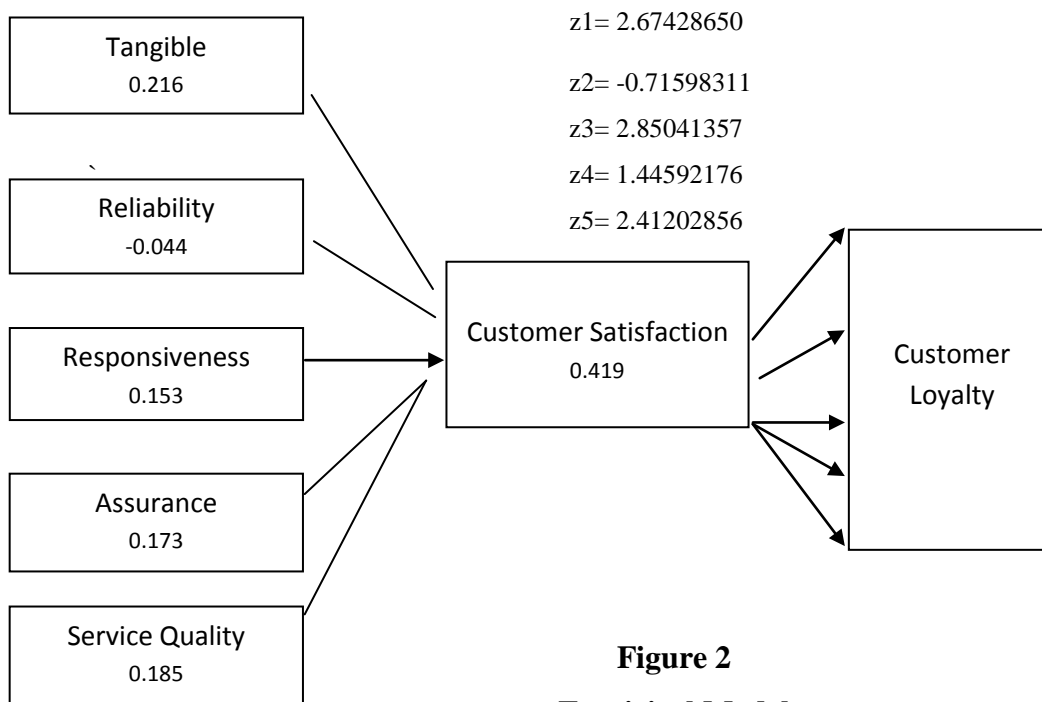 z1= 2.67428650
Tangible
0.216
z2= -0.71598311
z3= 2.85041357
z4= 1.44592176
z5= 2.41202856
`
Reliability
-0.044
Responsiveness
0.153
Customer Satisfaction
0.419
Customer
Loyalty
Assurance
0.173
Service Quality
0.185
Figure 2